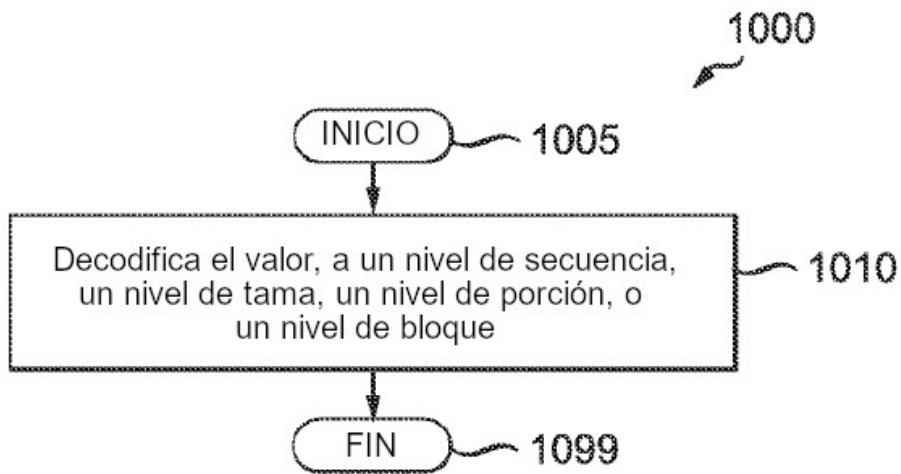 1000
INICIO
1005
Decodifica el valor, a un nivel de secuencia,
un nivel de tama, un nivel de porción, o
un nivel de bloque
1010
FIN
1099